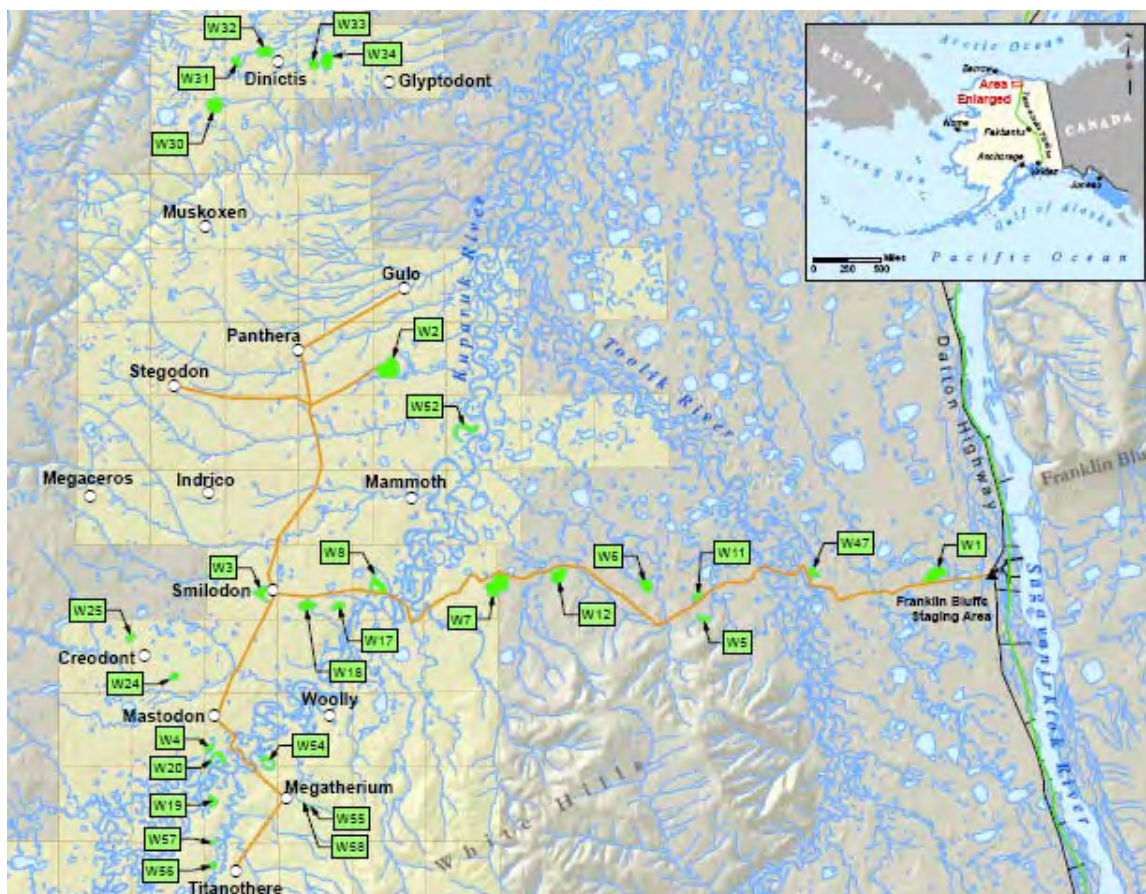 W32
W33
W34
W31
Dinictis
Glyptodont
W30
Muskoxen
Gulo
Panthera
W2
Stegodon
W52
Kuparuk River
Toolik River
Megaceros
Indrico
Mammoth
W3
W8
W6
W11
W47
W1
Smilodon
W25
W17
W7
W12
W5
Franklin Bluffs
Staging Area
Creodont
W18
W24
Woolly
Mastodon
W4
W54
W20
Megatherium
W19
W55
W57
W58
W56
Titanothere
White Hills
Dalton Highway
Franklin Bluf
Sagavanirktok River
Arctic Ocean
RUSSIA
Barrow
Area
Enlarged
Nome
Fairbanks
CANADA
Anchorage
Valdez
Juneau
Bering Sea
Gulf of Alaska
Pacific Ocean
0 250 500 Miles